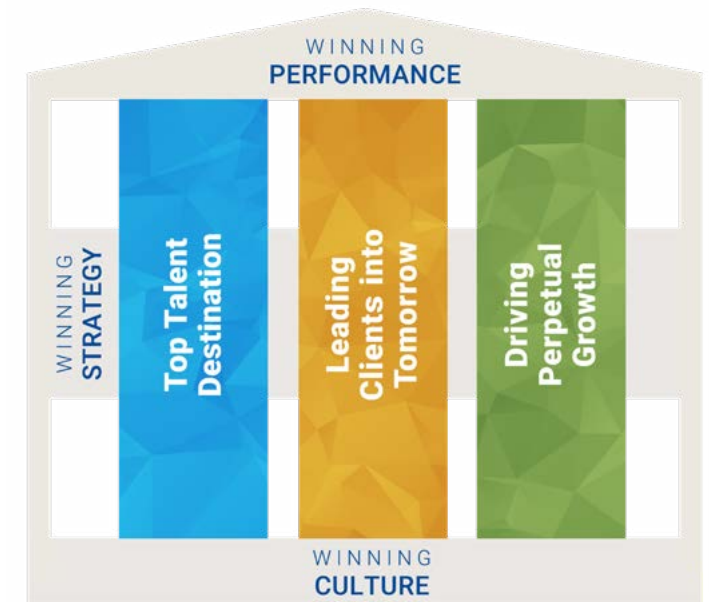 WINNING
PERFORMANCE
WINNING
STRATEGY
Top Talent
Destination
Leading
Clients into
Tomorrow
Driving
Perpetual
Growth
WINNING
CULTURE